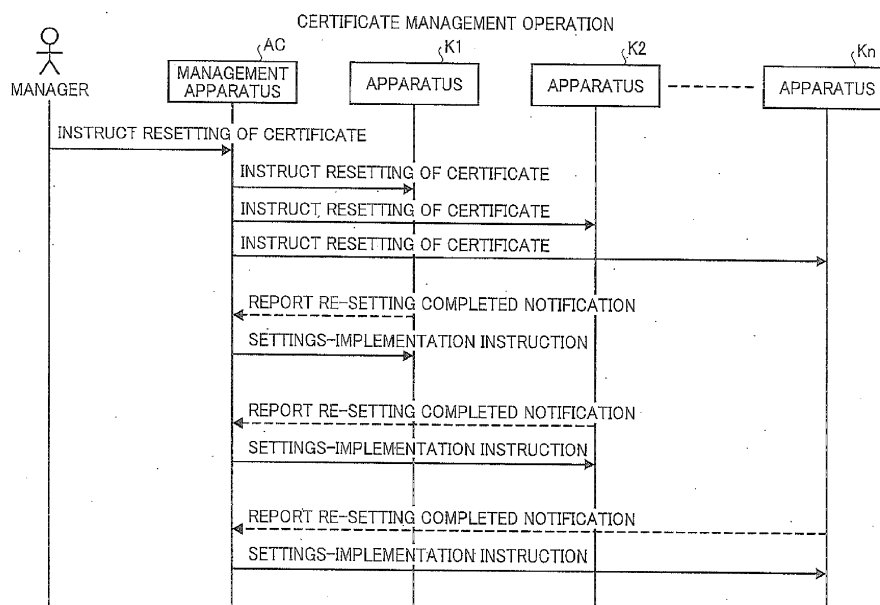 CERTIFICATE MANAGEMENT OPERATION
MANAGER
AC
MANAGEMENT
APPARATUS
K1
APPARATUS
K2
APPARATUS
Kn
APPARATUS
INSTRUCT RESETTING OF CERTIFICATE
INSTRUCT RESETTING OF CERTIFICATE
INSTRUCT RESETTING OF CERTIFICATE
INSTRUCT RESETTING OF CERTIFICATE
REPORT RE-SETTING COMPLETED NOTIFICATION
SETTINGS-IMPLEMENTATION INSTRUCTION
REPORT RE-SETTING COMPLETED NOTIFICATION
SETTINGS-IMPLEMENTATION INSTRUCTION
REPORT RE-SETTING COMPLETED NOTIFICATION
SETTINGS-IMPLEMENTATION INSTRUCTION